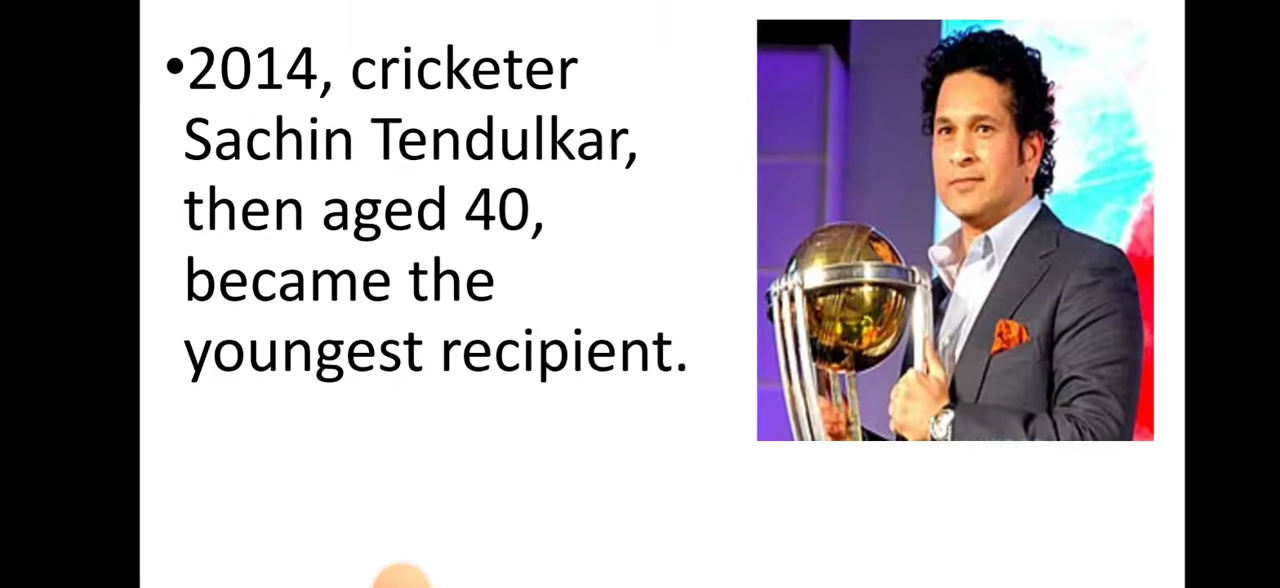 •2014, cricketer
Sachin Tendulkar,
then aged 40,
became the
youngest recipient.